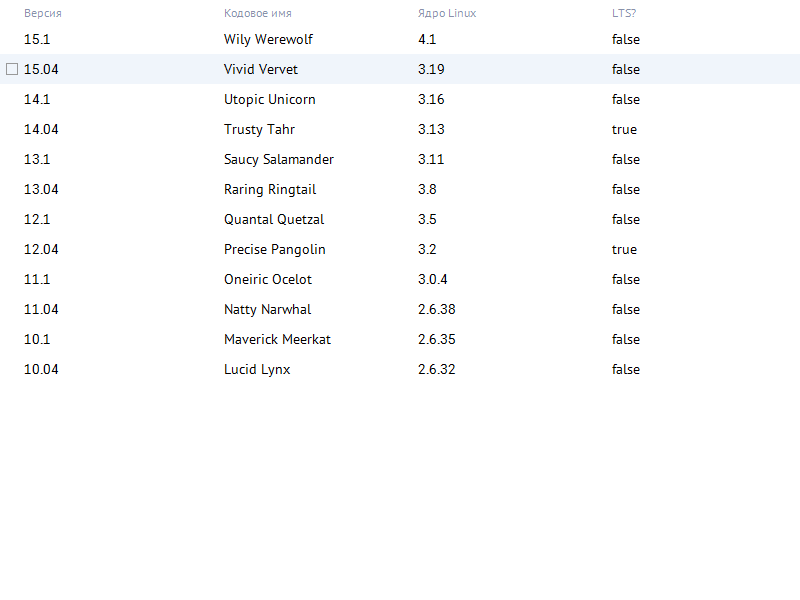 Версия Кодовое имя Ядро Linux LTS?
15.1 Wily Werewolf 4.1 false
15.04 Vivid Vervet 3.19 false
14.1 Utopic Unicorn 3.16 false
14.04 Trusty Tahr 3.13 true
13.1 Saucy Salamander 3.11 false
13.04 Raring Ringtail 3.8 false
12.1 Quantal Quetzal 3.5 false
12.04 Precise Pangolin 3.2 true
11.1 Oneiric Ocelot 3.0.4 false
11.04 Natty Narwhal 2.6.38 false
10.1 Maverick Meerkat 2.6.35 false
10.04 Lucid Lynx 2.6.32 false